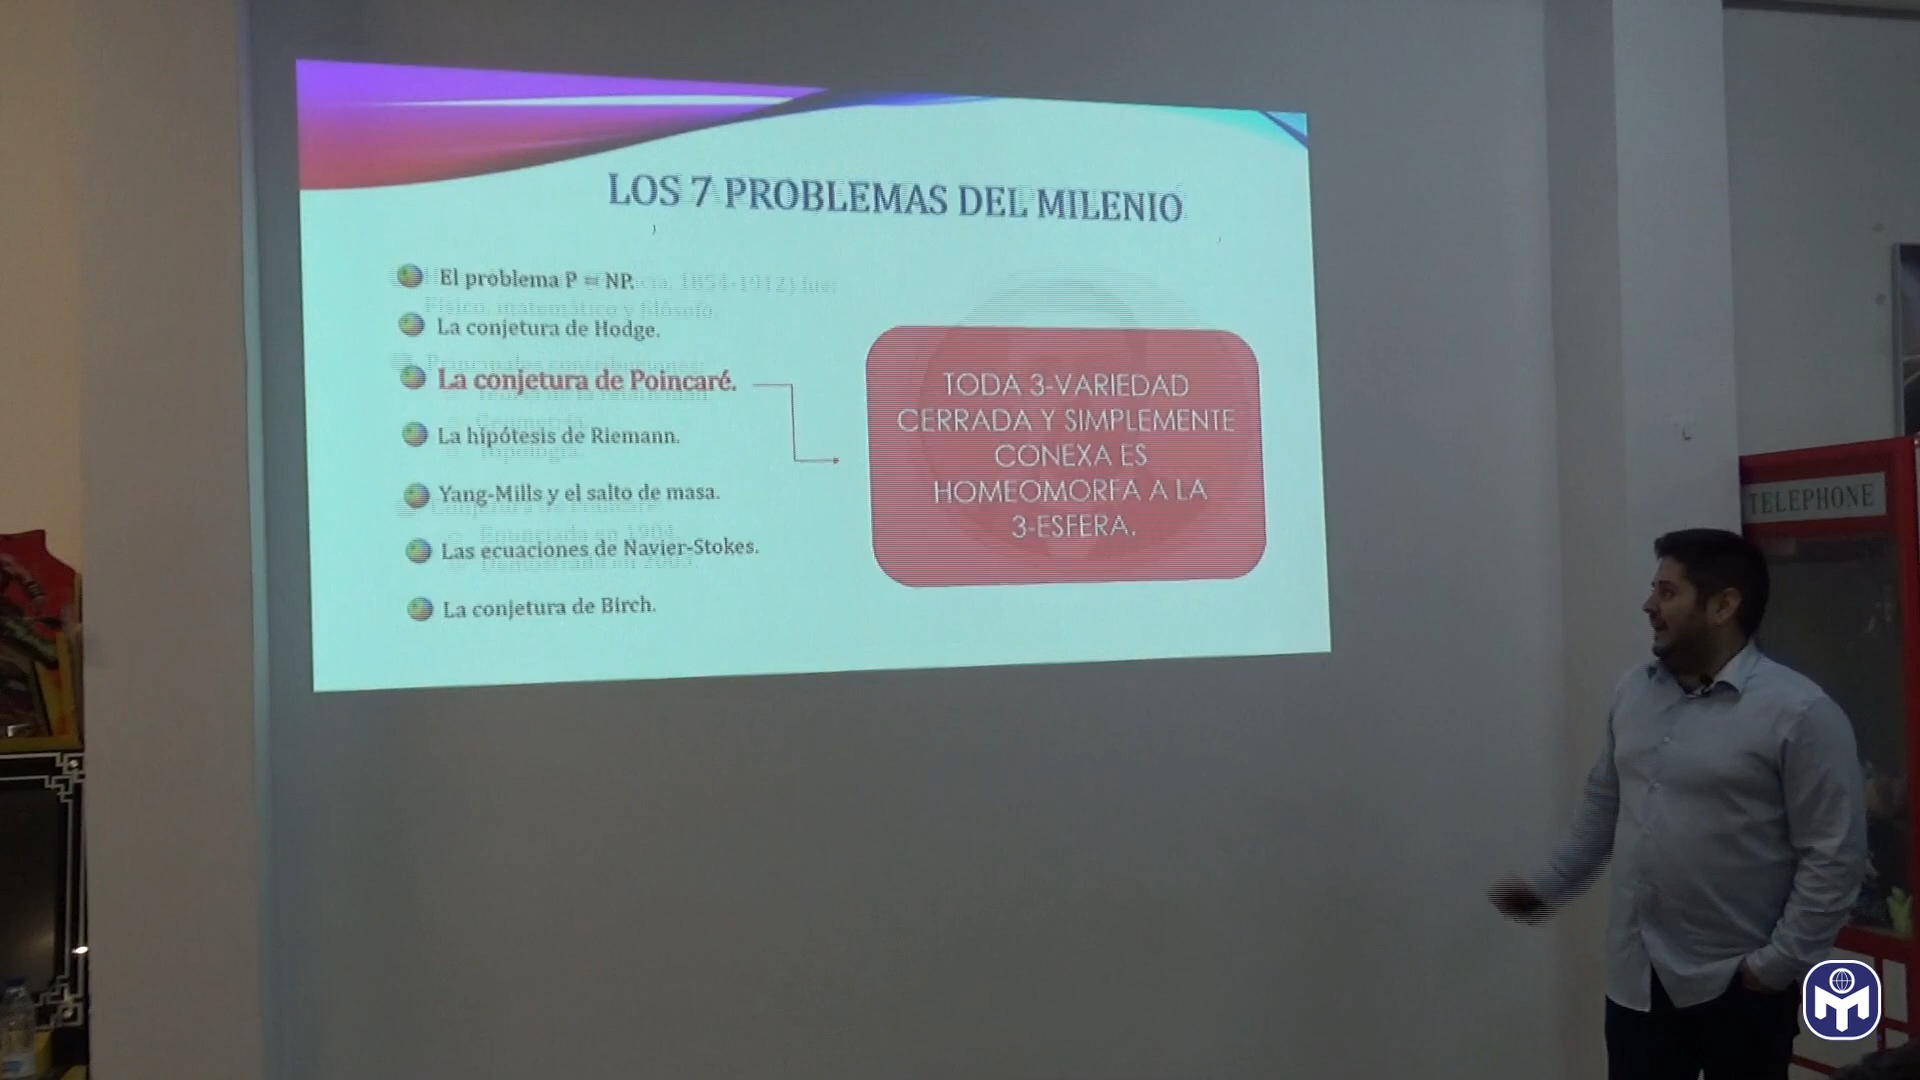 LOS 7 PROBLEMAS DEL MILENIO
El problema P = NP.
La conjetura de Hodge.
La conjetura de Poincaré.
La hipótesis de Riemann.
Yang-Mills y el salto de masa.
Las ecuaciones de Navier-Stokes.
La conjetura de Birch.
TODA 3-VARIEDAD
CERRADA Y SIMPLEMENTE
CONEXA ES
HOMEOMORFA A LA
3-ESFERA.
TELEPHONE